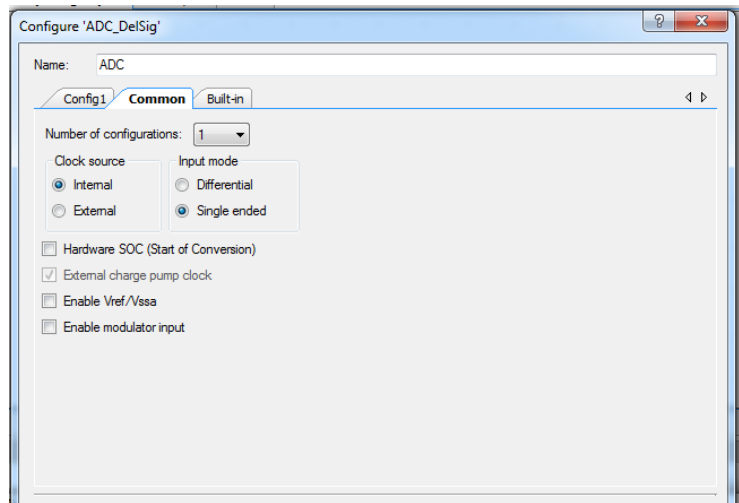 Configure 'ADC_DelSig'
Name: ADC
Config1 Common Built-in
Number of configurations: 1
Clock source Input mode
Internal Differential
External Single ended
Hardware SOC (Start of Conversion)
External charge pump clock
Enable Vref/Vssa
Enable modulator input